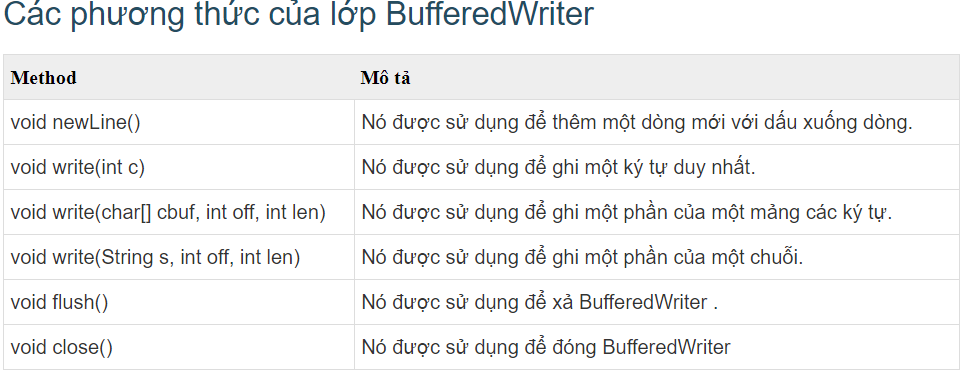 Các phương thức của lớp BufferedWriter
Method Mô tả
void newLine() Nó được sử dụng để thêm một dòng mới với dấu xuống dòng.
void write(int c) Nó được sử dụng để ghi một ký tự duy nhất.
void write(char[] cbuf, int off, int len) Nó được sử dụng để ghi một phần của một mảng các ký tự.
void write(String s, int off, int len) Nó được sử dụng để ghi một phần của một chuỗi.
void flush() Nó được sử dụng để xả BufferedWriter .
void close() Nó được sử dụng để đóng BufferedWriter